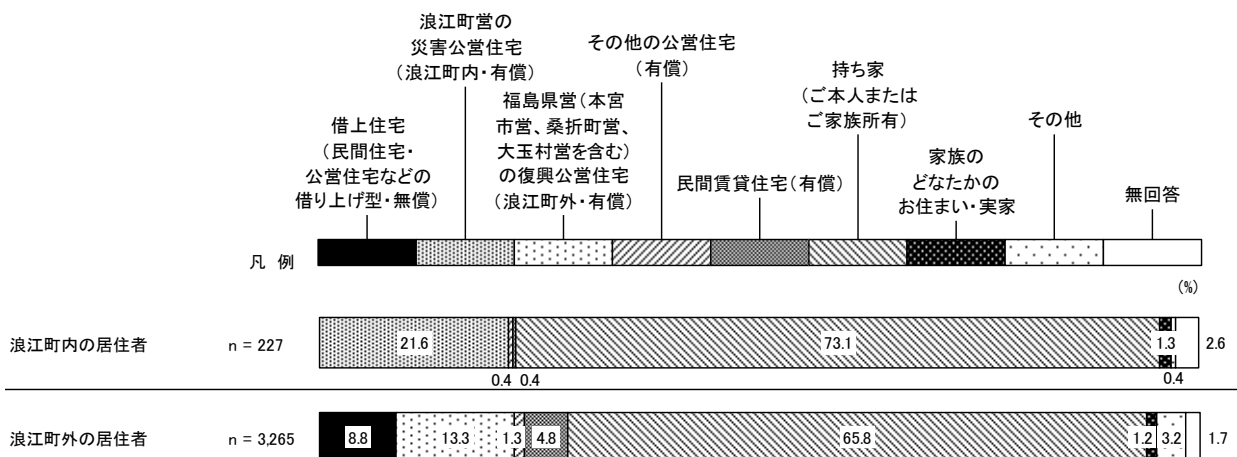 浪江町営の
災害公営住宅
(浪江町内・有償)
その他の公営住宅
(有償)
持ち家
(ご本人または
ご家族所有)
福島県営(本宮
市営、桑折町営、
大玉村営を含む)
の復興公営住宅
(浪江町外・有償)
借上住宅
(民間住宅・
公営住宅などの
借り上げ型・無償)
民間賃貸住宅(有償)
その他
家族の
どなたかの
お住まい・実家
無回答
凡 例
(%)
浪江町内の居住者 n = 227 21.6 73.1 1.3 2.6
0.4 0.4 0.4
浪江町外の居住者 n = 3,265 8.8 13.3 1.3 4.8 65.8 1.2 3.2 1.7